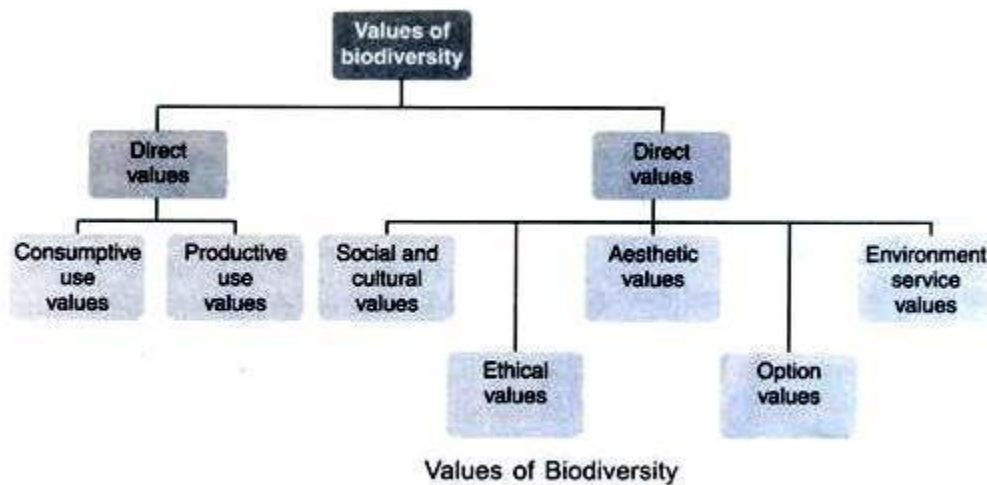 Values of
biodiversity
Direct
values
Direct
values
Consumptive
use
values
Productive
use
values
Social and
cultural
values
Aesthetic
values
Environment
service
values
Ethical
values
Option
values
Values of Biodiversity